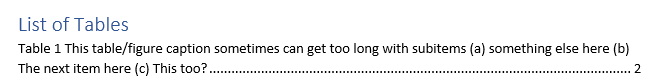 List of Tables
Table 1 This table/figure caption sometimes can get too long with subitems (a) something else here (b)
The next item here (c) This too?........................................................................................................................ 2